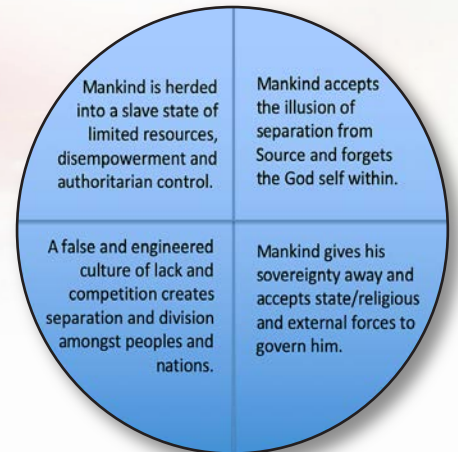 Mankind is herded
into a slave state of
limited resources,
disempowerment and
authoritarian control.
Mankind accepts
the illusion of
separation from
Source and forgets
the God self within.
A false and engineered
culture of lack and
competition creates
separation and division
amongst peoples and
nations.
Mankind gives his
sovereignty away and
accepts state/religious
and external forces to
govern him.